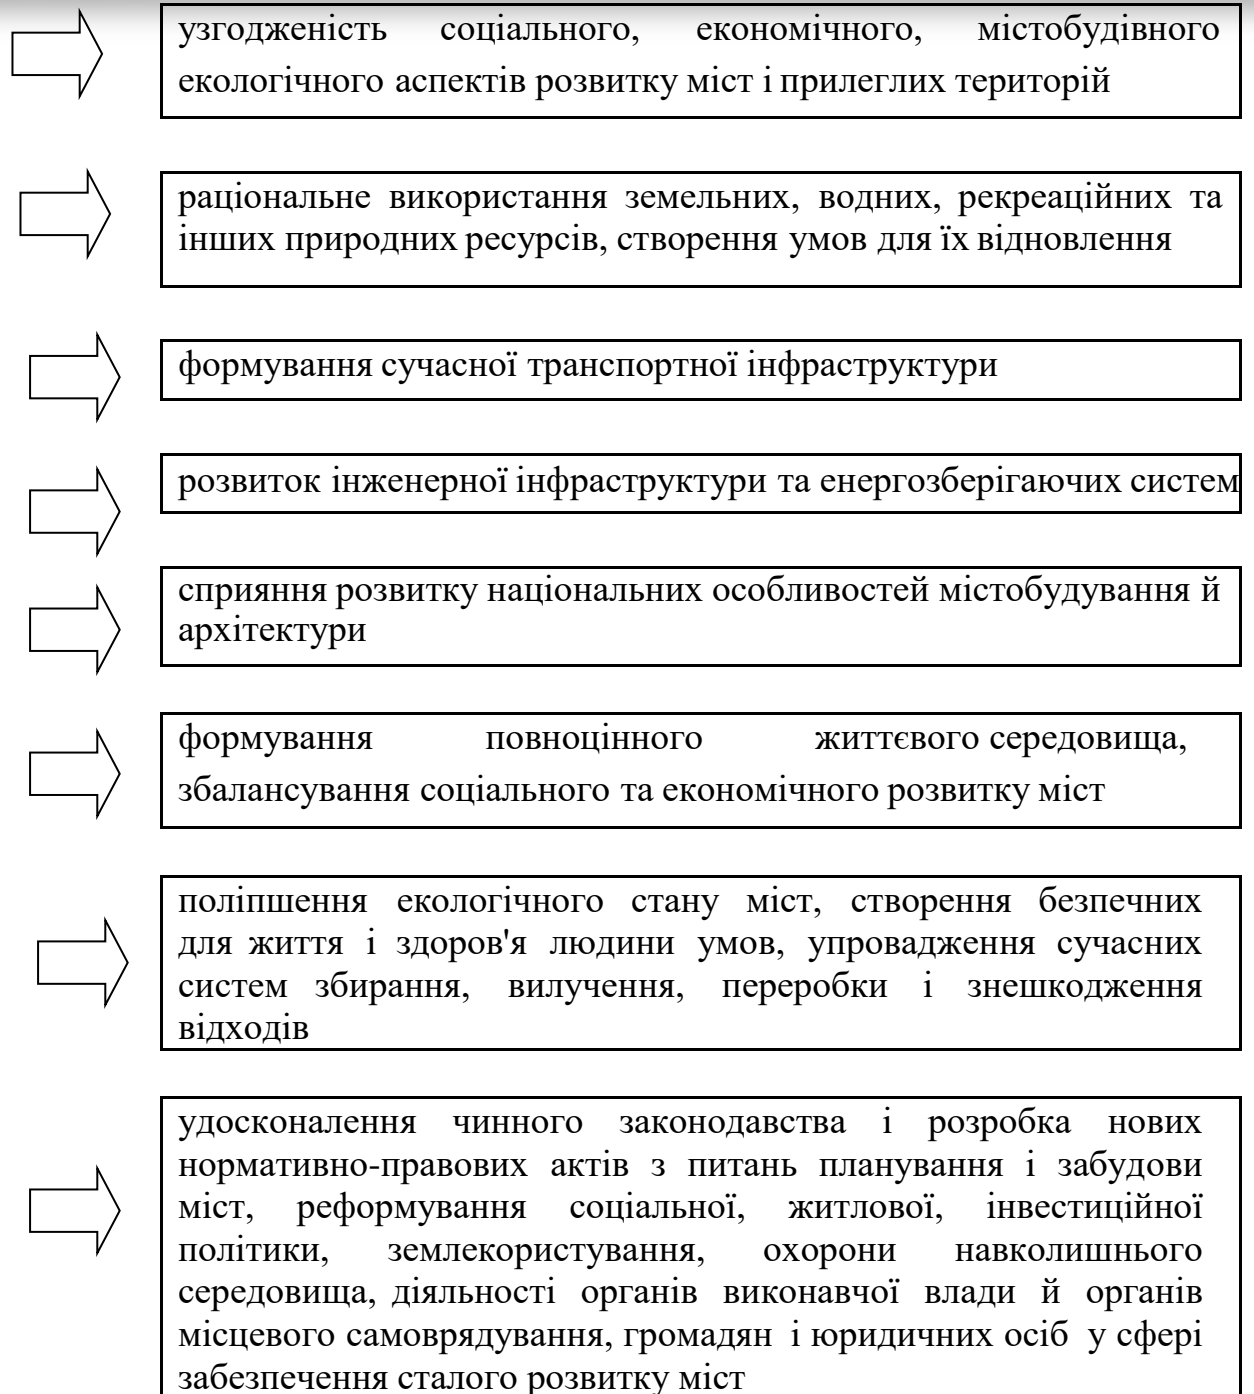 узгодженість соціального, економічного, містобудівного
екологічного аспектів розвитку міст і прилеглих територій
раціональне використання земельних, водних, рекреаційних та
інших природних ресурсів, створення умов для їх відновлення
формування сучасної транспортної інфраструктури
розвиток інженерної інфраструктури та енергозберігаючих систем
сприяння розвитку національних особливостей містобудування й
архітектури
формування повноцінного життєвого середовища,
збалансування соціального та економічного розвитку міст
поліпшення екологічного стану міст, створення безпечних
для життя і здоров'я людини умов, упровадження сучасних
систем збирання, вилучення, переробки і знешкодження
відходів
удосконалення чинного законодавства і розробка нових
нормативно-правових актів з питань планування і забудови
міст, реформування соціальної, житлової, інвестиційної
політики, землекористування, охорони навколишнього
середовища, діяльності органів виконавчої влади й органів
місцевого самоврядування, громадян і юридичних осіб у сфері
забезпечення сталого розвитку міст